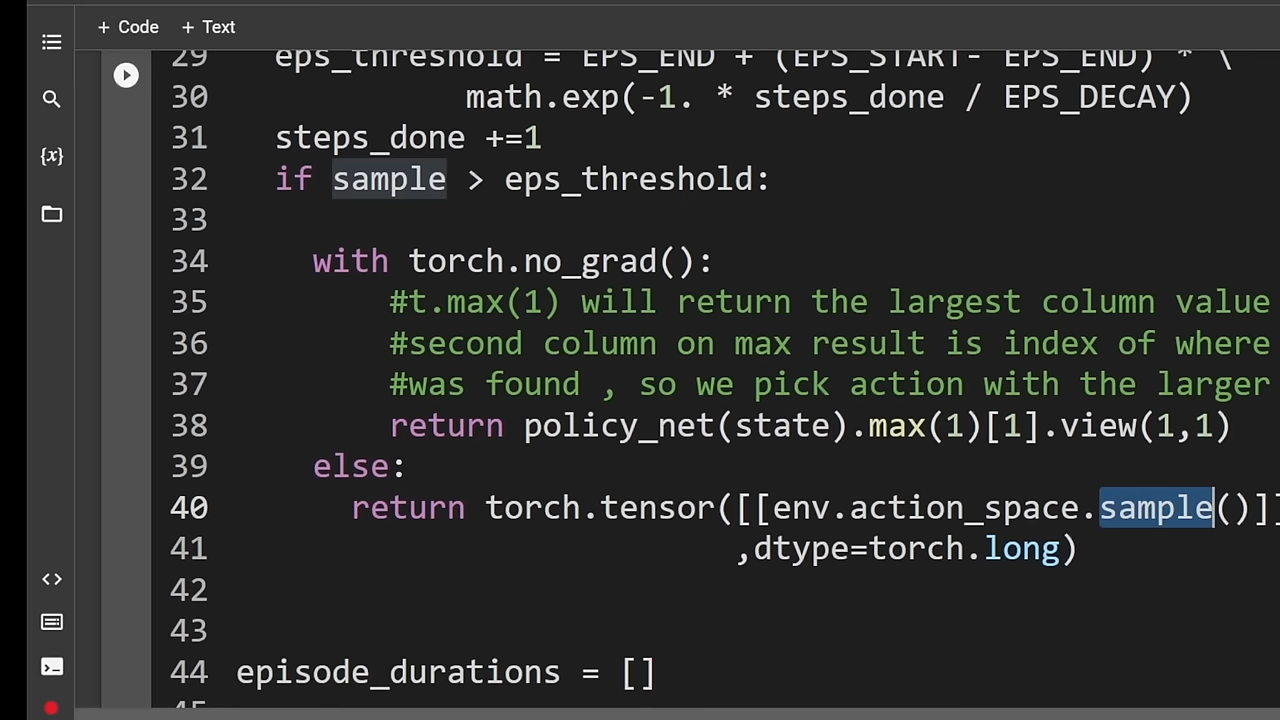 + Code + Text
29 eps_threshold = EPS_END + (EPS_START- EPS_END) * \
30 math.exp(-1. * steps_done / EPS_DECAY)
31 steps_done +=1
32 if sample > eps_threshold:
33
34 with torch.no_grad():
35 #t.max(1) will return the largest column value
36 #second column on max result is index of where
37 #was found , so we pick action with the larger
38 return policy_net(state).max(1)[1].view(1,1)
39 else:
40 return torch.tensor([[env.action_space.sample()]]
41 ,dtype=torch.long)
42
43
44 episode_durations = []
45
{x}
<>